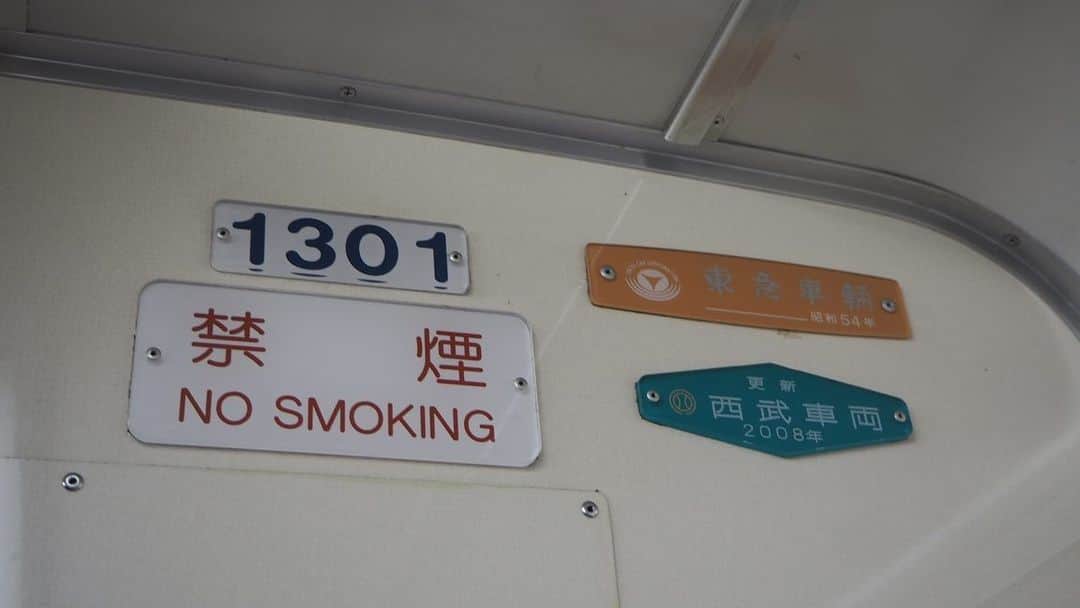 1301
禁 煙
NO SMOKING
東急車輛
昭和54年
更新
西武車両
2008年